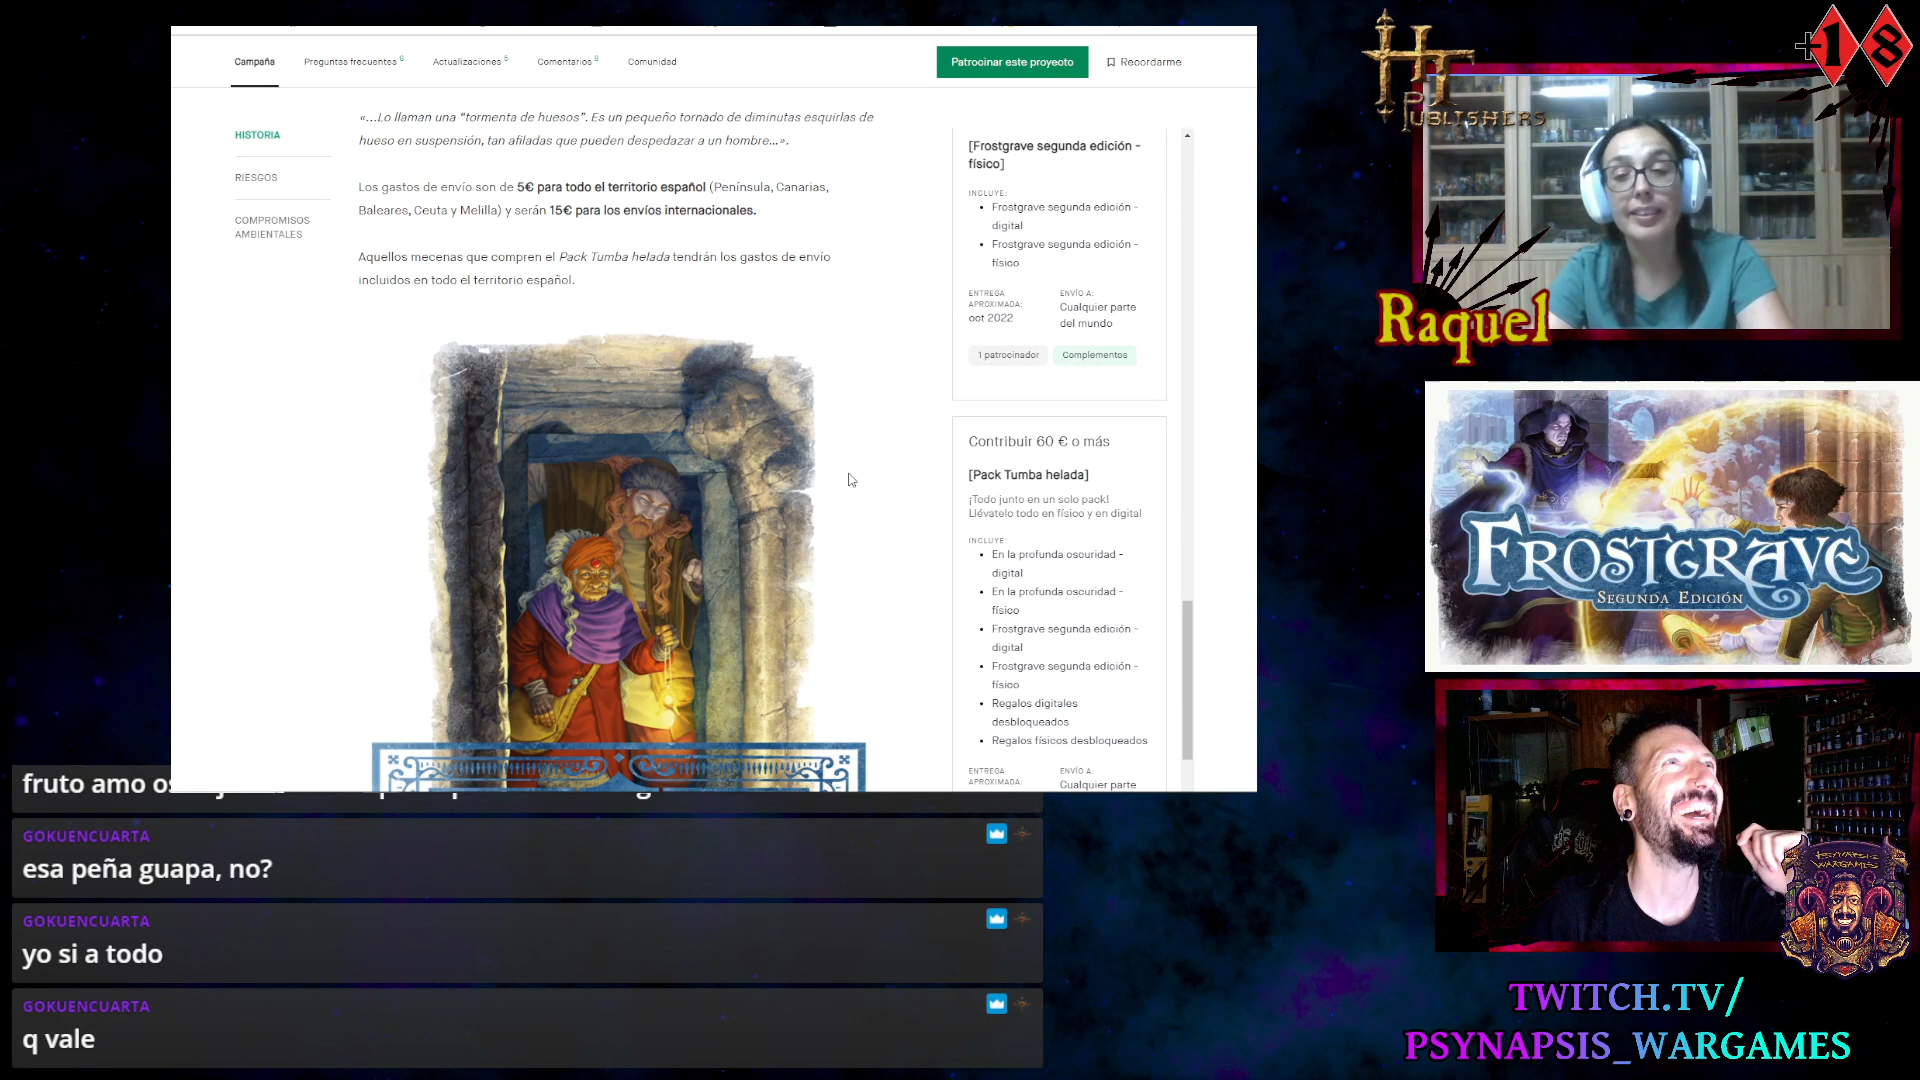 Campaña
Preguntas frecuentes 6
Actualizaciones 5
Comentarios 8
Comunidad
Patrocinar este proyecto
Recordarme
HISTORIA
RIESGOS
COMPROMISOS
AMBIENTALES
«...Lo llaman una “tormenta de huesos”. Es un pequeño tornado de diminutas esquirlas de
hueso en suspensión, tan afiladas que pueden despedazar a un hombre...».
Los gastos de envío son de 5€ para todo el territorio español (Península, Canarias,
Baleares, Ceuta y Melilla) y serán 15€ para los envíos internacionales.
Aquellos mecenas que compren el Pack Tumba helada tendrán los gastos de envío
incluidos en todo el territorio español.
[Frostgrave segunda edición -
físico]
INCLUYE:
Frostgrave segunda edición -
digital
Frostgrave segunda edición -
físico
ENTREGA
APROXIMADA:
oct 2022
ENVÍO A:
Cualquier parte
del mundo
1 patrocinador
Complementos
Contribuir 60 € o más
[Pack Tumba helada]
¡Todo junto en un solo pack!
Llévatelo todo en físico y en digital
INCLUYE:
En la profunda oscuridad -
digital
En la profunda oscuridad -
físico
Frostgrave segunda edición -
digital
Frostgrave segunda edición -
físico
Regalos digitales
desbloqueados
Regalos físicos desbloqueados
ENTREGA
APROXIMADA:
ENVÍO A:
Cualquier parte
fruto amo
GOKUENCUARTA
esa peña guapa, no?
GOKUENCUARTA
yo si a todo
GOKUENCUARTA
q vale
HT
PUBLISHERS
+18
Raquel
FROSTGRAVE
SEGUNDA EDICIÓN
PSYNAPSIS
WARGAMES
TWITCH.TV/
PSYNAPSIS_WARGAMES